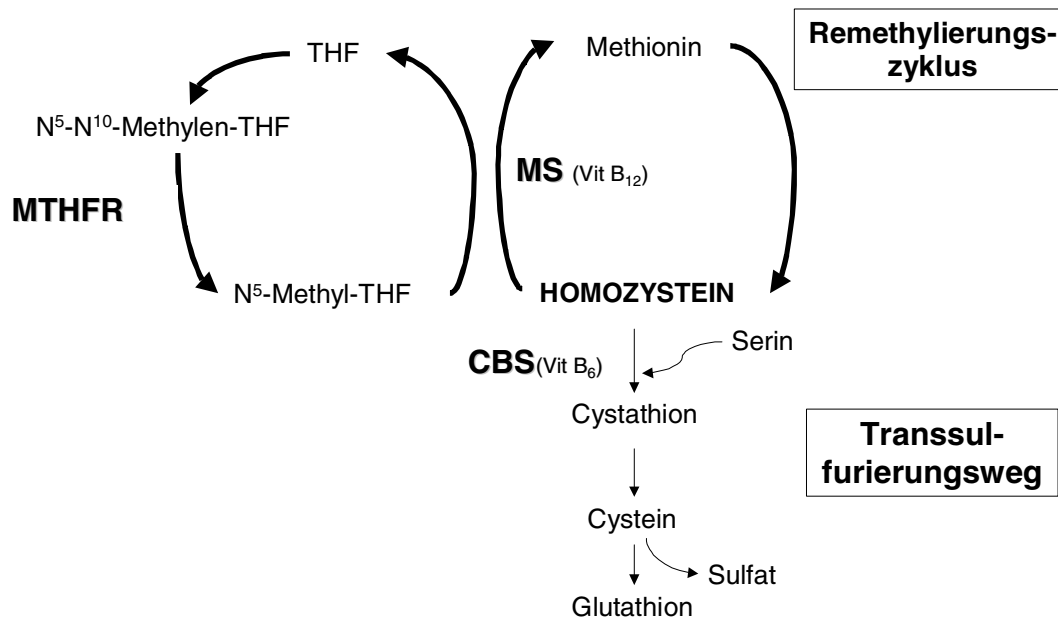 THF
Methionin
Remethylierungs-
zyklus
N⁵-N¹⁰-Methylen-THF
MS (Vit B₁₂)
MTHFR
N⁵-Methyl-THF
HOMOZYSTEIN
Serin
CBS(Vit B₆)
Cystathion
Transsul-
furierungsweg
Cystein
Sulfat
Glutathion